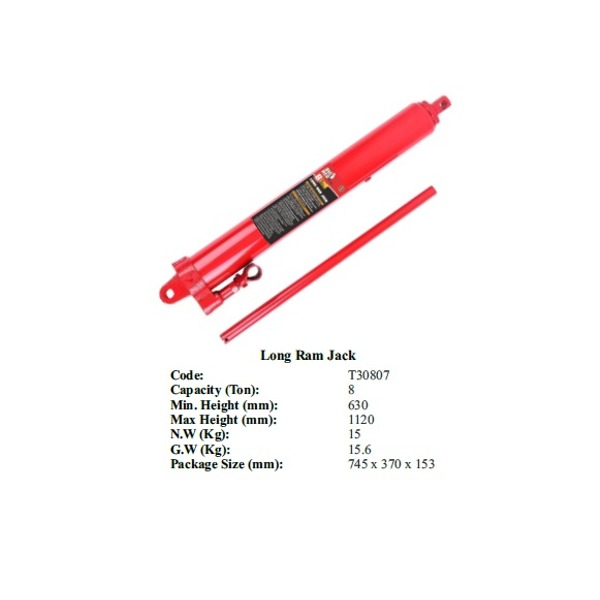 Long Ram Jack
Code: T30807
Capacity (Ton): 8
Min. Height (mm): 630
Max Height (mm): 1120
N.W (Kg): 15
G.W (Kg): 15.6
Package Size (mm): 745 x 370 x 153